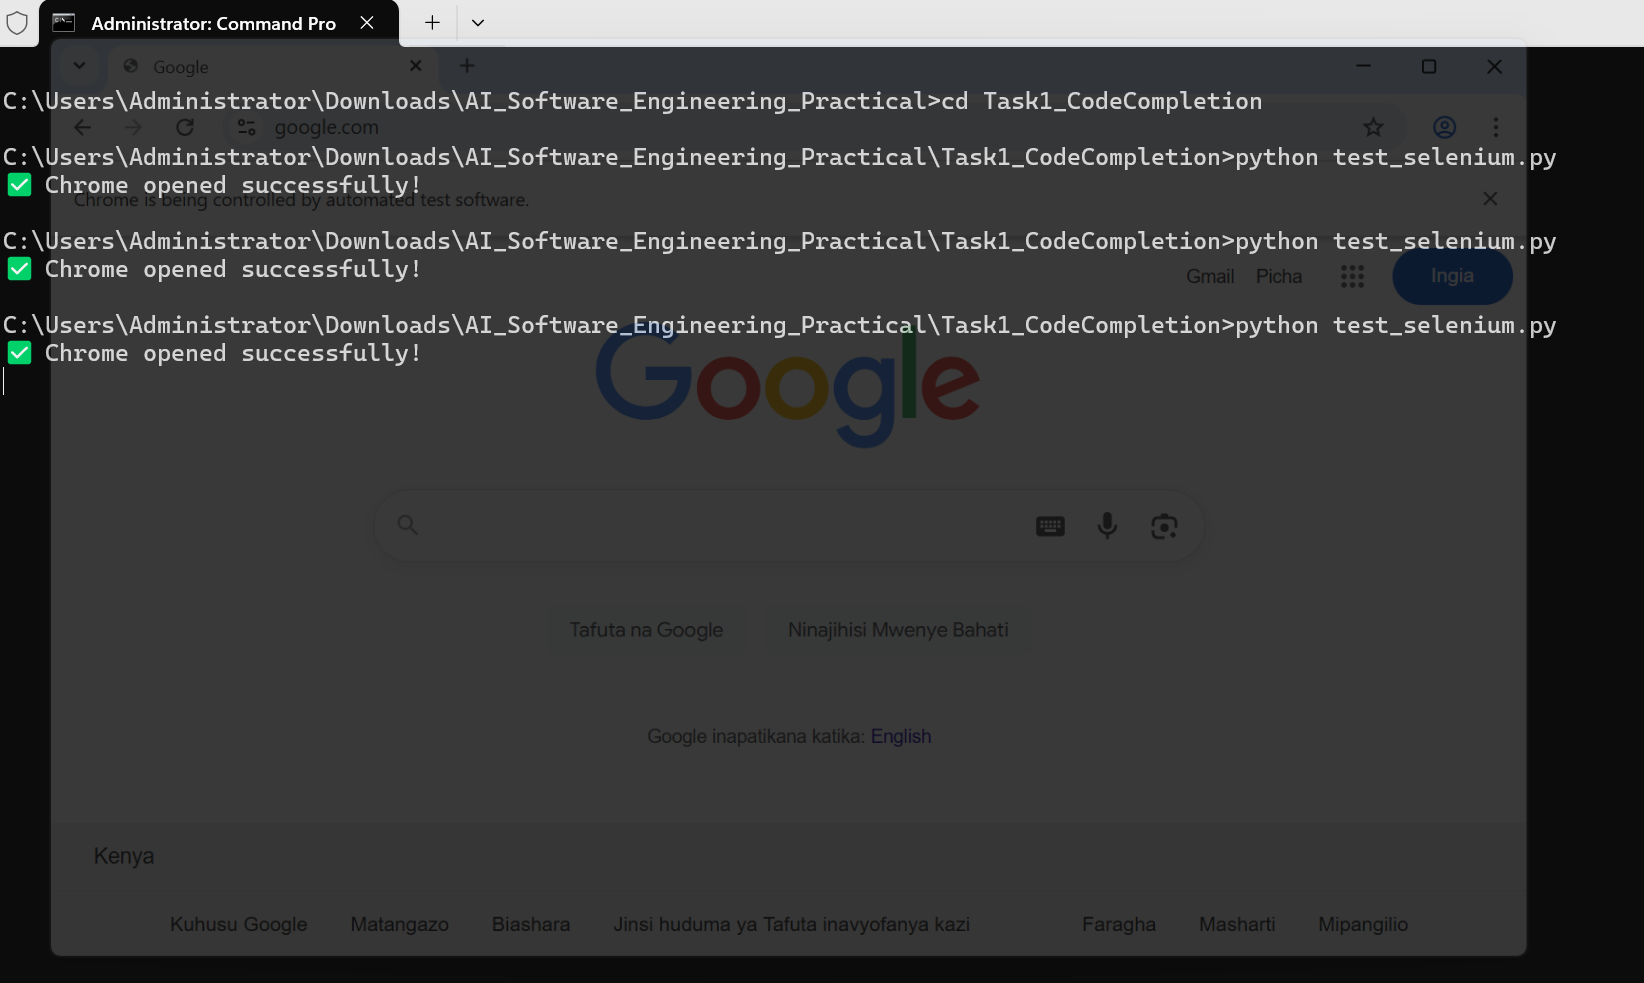 Administrator: Command Pro
Google
C:\Users\Administrator\Downloads\AI_Software_Engineering_Practical>cd Task1_CodeCompletion
google.com
C:\Users\Administrator\Downloads\AI_Software_Engineering_Practical\Task1_CodeCompletion>python test_selenium.py
✅ Chrome opened successfully!
Chrome is being controlled by automated test software.
C:\Users\Administrator\Downloads\AI_Software_Engineering_Practical\Task1_CodeCompletion>python test_selenium.py
✅ Chrome opened successfully!
Gmail Picha Ingia
C:\Users\Administrator\Downloads\AI_Software_Engineering_Practical\Task1_CodeCompletion>python test_selenium.py
✅ Chrome opened successfully!
Google
Tafuta na Google Ninajihisi Mwenye Bahati
Google inapatikana katika: English
Kenya
Kuhusu Google Matangazo Biashara Jinsi huduma ya Tafuta inavyofanya kazi Faragha Masharti Mipangilio